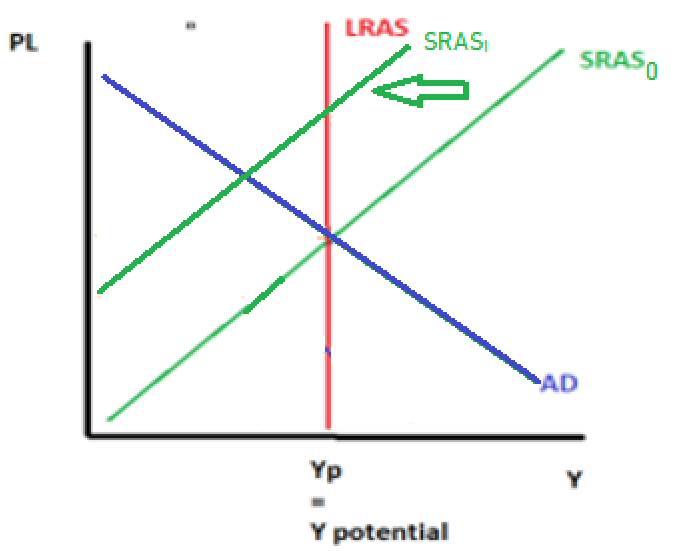 PL
LRAS
SRAS₁
SRAS₀
AD
Yp
=
Y potential
Y